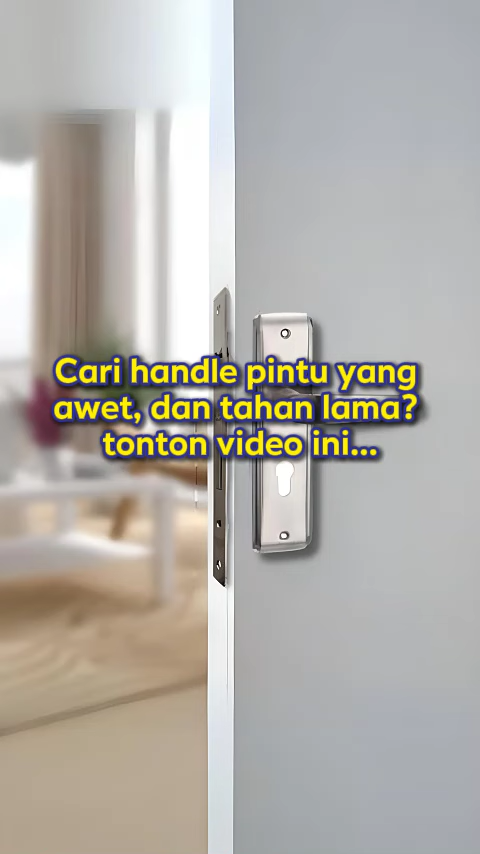 Cari handle pintu yang
awet, dan tahan lama?
tonton video ini...